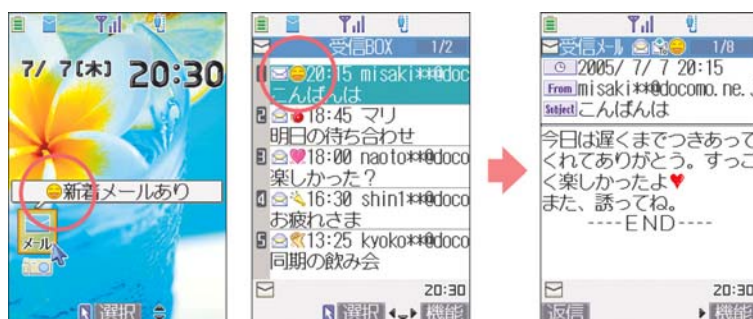 7/ 7[木] 20:30
新着メールあり
メール
選択
受信BOX 1/2
1 20:15 misaki**@doc
こんばんは
2 18:45 マリ
明日の待ち合わせ
3 18:00 naoto**@doco
楽しかった？
4 16:30 shin1**@doco
お疲れさま
5 13:25 kyoko**@doco
同期の飲み会
20:30
選択 機能
受信メール 1/8
2005/ 7/ 7 20:15
From misaki**@docomo.ne..
Subject こんばんは
今日は遅くまでつきあって
くれてありがとう。すっご
く楽しかったよ
また、誘ってね。
----END----
20:30
返信 機能